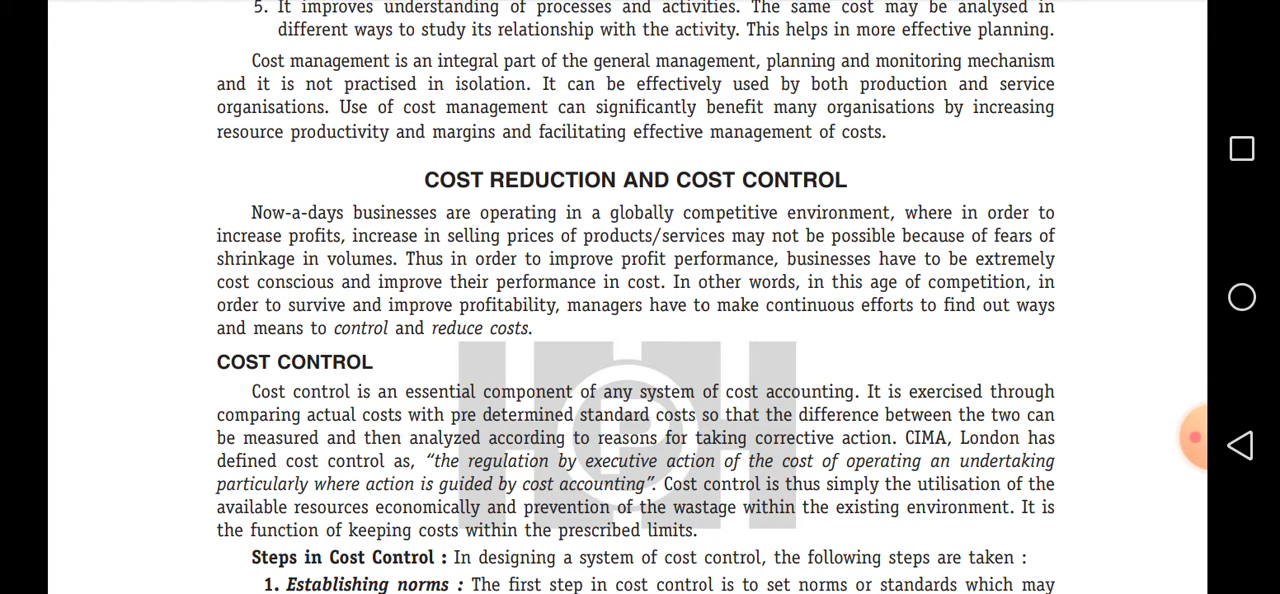 5. It improves understanding of processes and activities. The same cost may be analysed in
different ways to study its relationship with the activity. This helps in more effective planning.
Cost management is an integral part of the general management, planning and monitoring mechanism
and it is not practised in isolation. It can be effectively used by both production and service
organisations. Use of cost management can significantly benefit many organisations by increasing
resource productivity and margins and facilitating effective management of costs.
COST REDUCTION AND COST CONTROL
Now-a-days businesses are operating in a globally competitive environment, where in order to
increase profits, increase in selling prices of products/services may not be possible because of fears of
shrinkage in volumes. Thus in order to improve profit performance, businesses have to be extremely
cost conscious and improve their performance in cost. In other words, in this age of competition, in
order to survive and improve profitability, managers have to make continuous efforts to find out ways
and means to control and reduce costs.
COST CONTROL
Cost control is an essential component of any system of cost accounting. It is exercised through
comparing actual costs with pre determined standard costs so that the difference between the two can
be measured and then analyzed according to reasons for taking corrective action. CIMA, London has
defined cost control as, “the regulation by executive action of the cost of operating an undertaking
particularly where action is guided by cost accounting”. Cost control is thus simply the utilisation of the
available resources economically and prevention of the wastage within the existing environment. It is
the function of keeping costs within the prescribed limits.
Steps in Cost Control : In designing a system of cost control, the following steps are taken :
1. Establishing norms : The first step in cost control is to set norms or standards which may